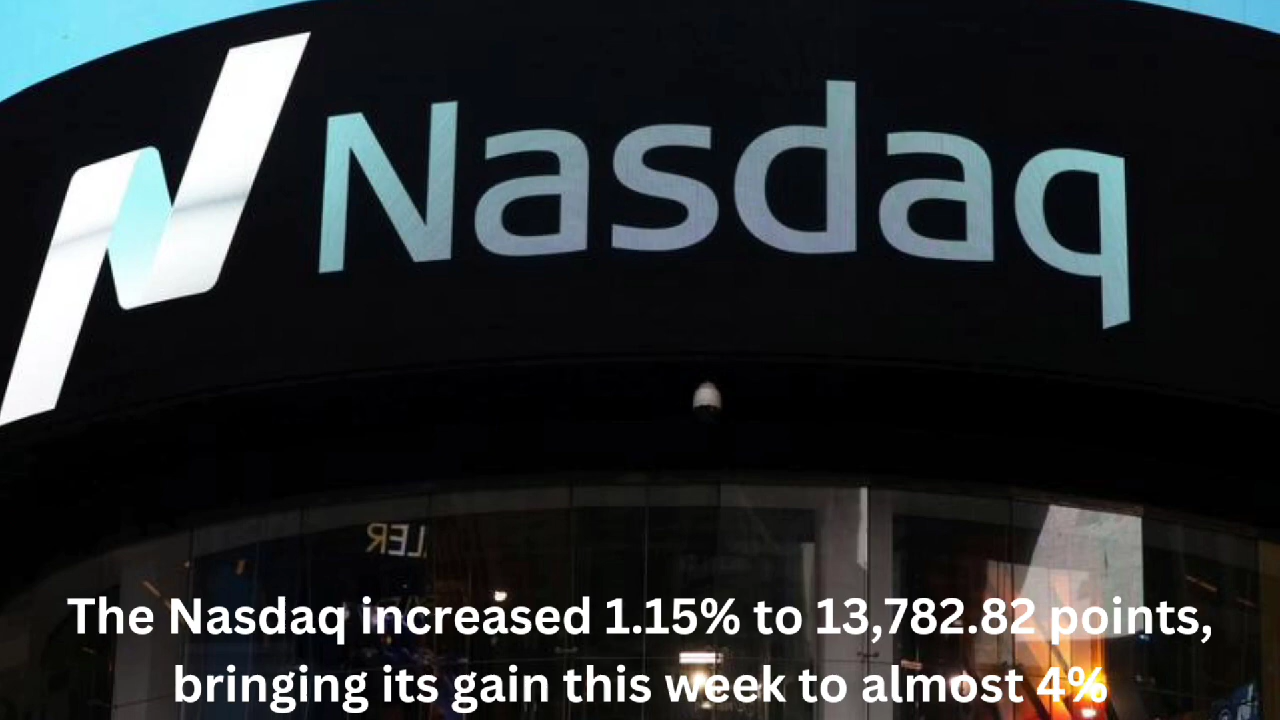 Nasdaq
LER
The Nasdaq increased 1.15% to 13,782.82 points,
bringing its gain this week to almost 4%